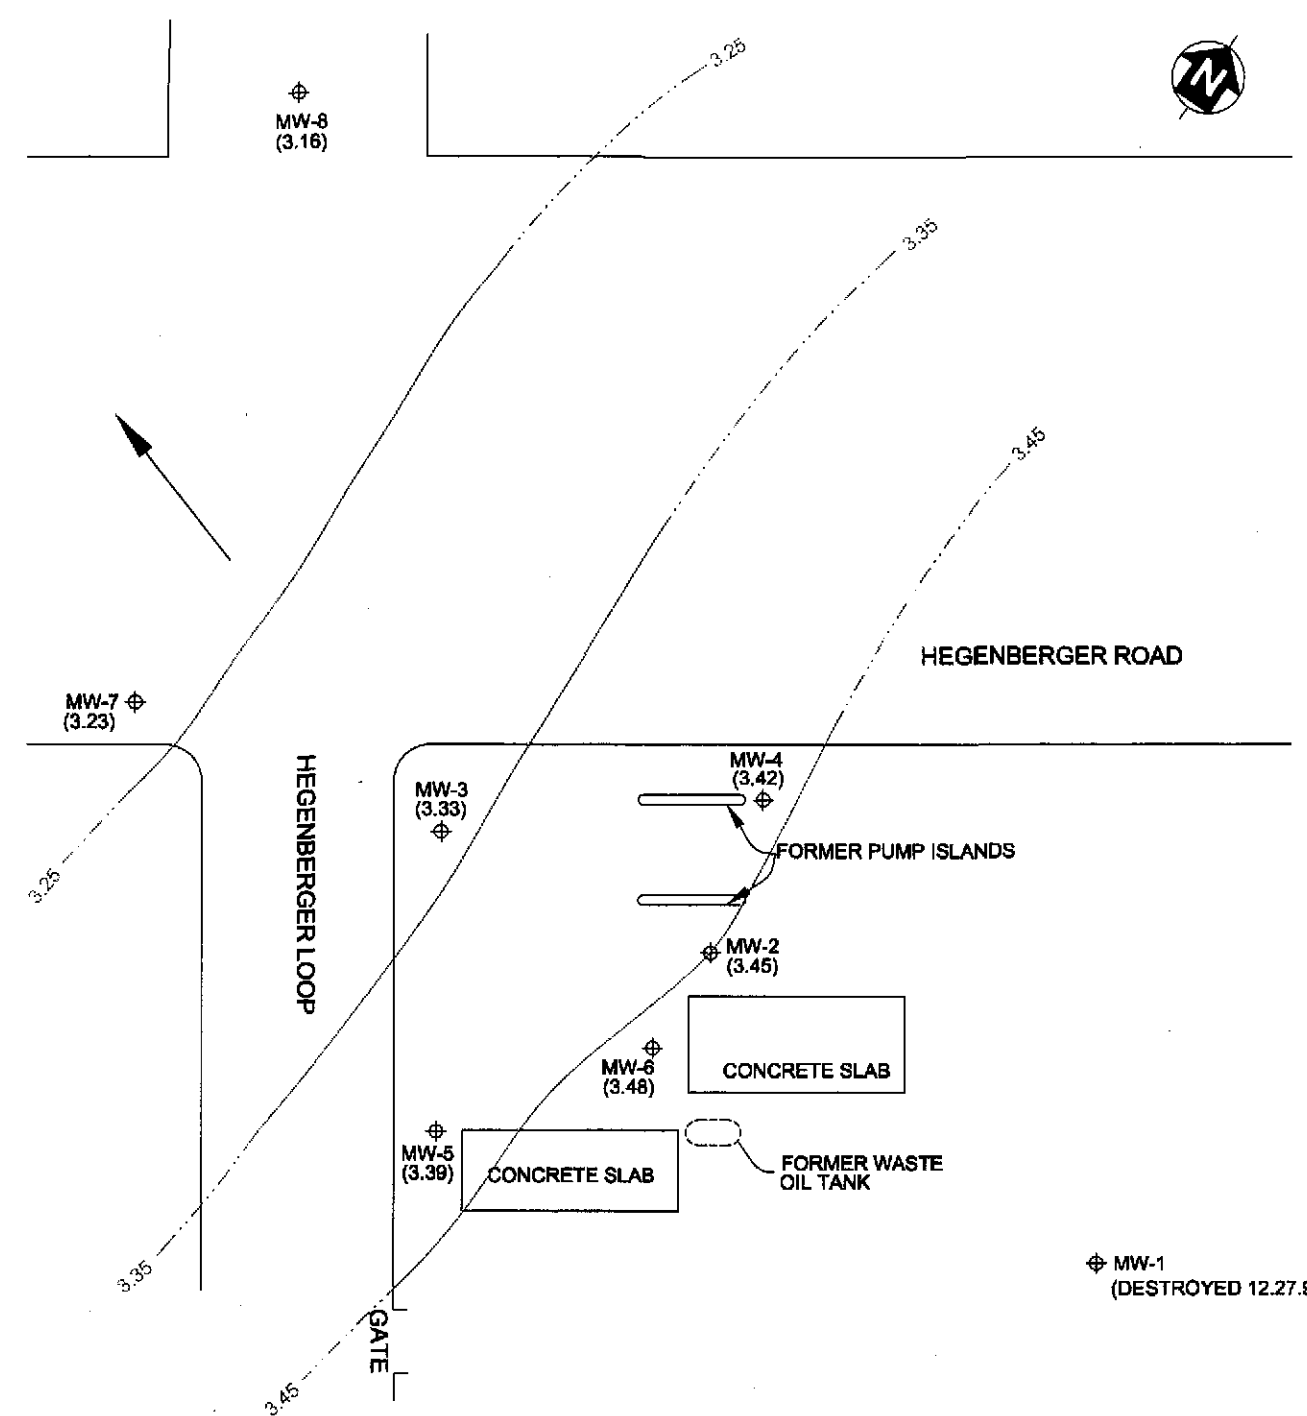 3.25
N
MW-8
(3.16)
3.35
3.45
HEGENBERGER ROAD
MW-7
(3.23)
HEGENBERGER LOOP
MW-4
(3.42)
MW-3
(3.33)
FORMER PUMP ISLANDS
3.25
MW-2
(3.45)
MW-6
(3.48)
CONCRETE SLAB
MW-5
(3.39)
CONCRETE SLAB
FORMER WASTE
OIL TANK
3.35
MW-1
(DESTROYED 12.27.
GATE
3.45